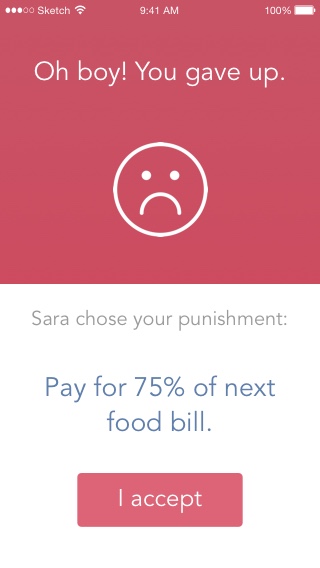 Sketch 9:41 AM 100%
Oh boy! You gave up.
Sara chose your punishment:
Pay for 75% of next
food bill.
I accept